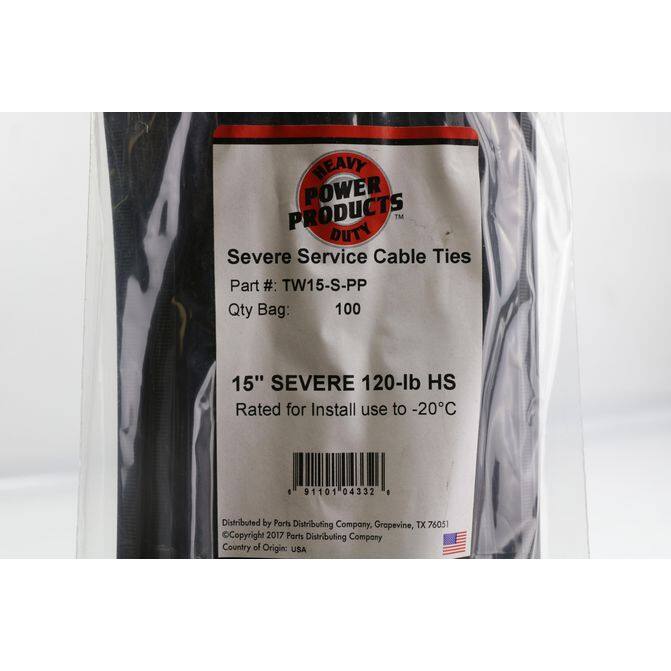 HEAVY
POWER
PRODUCTS™
DUTY
Severe Service Cable Ties
Part #: TW15-S-PP
Qty Bag: 100
15" SEVERE 120-lb HS
Rated for Install use to -20°C
6 91101 04332 6
Distributed by Parts Distributing Company, Grapevine, TX 76051
©Copyright 2017 Parts Distributing Company
Country of Origin: USA